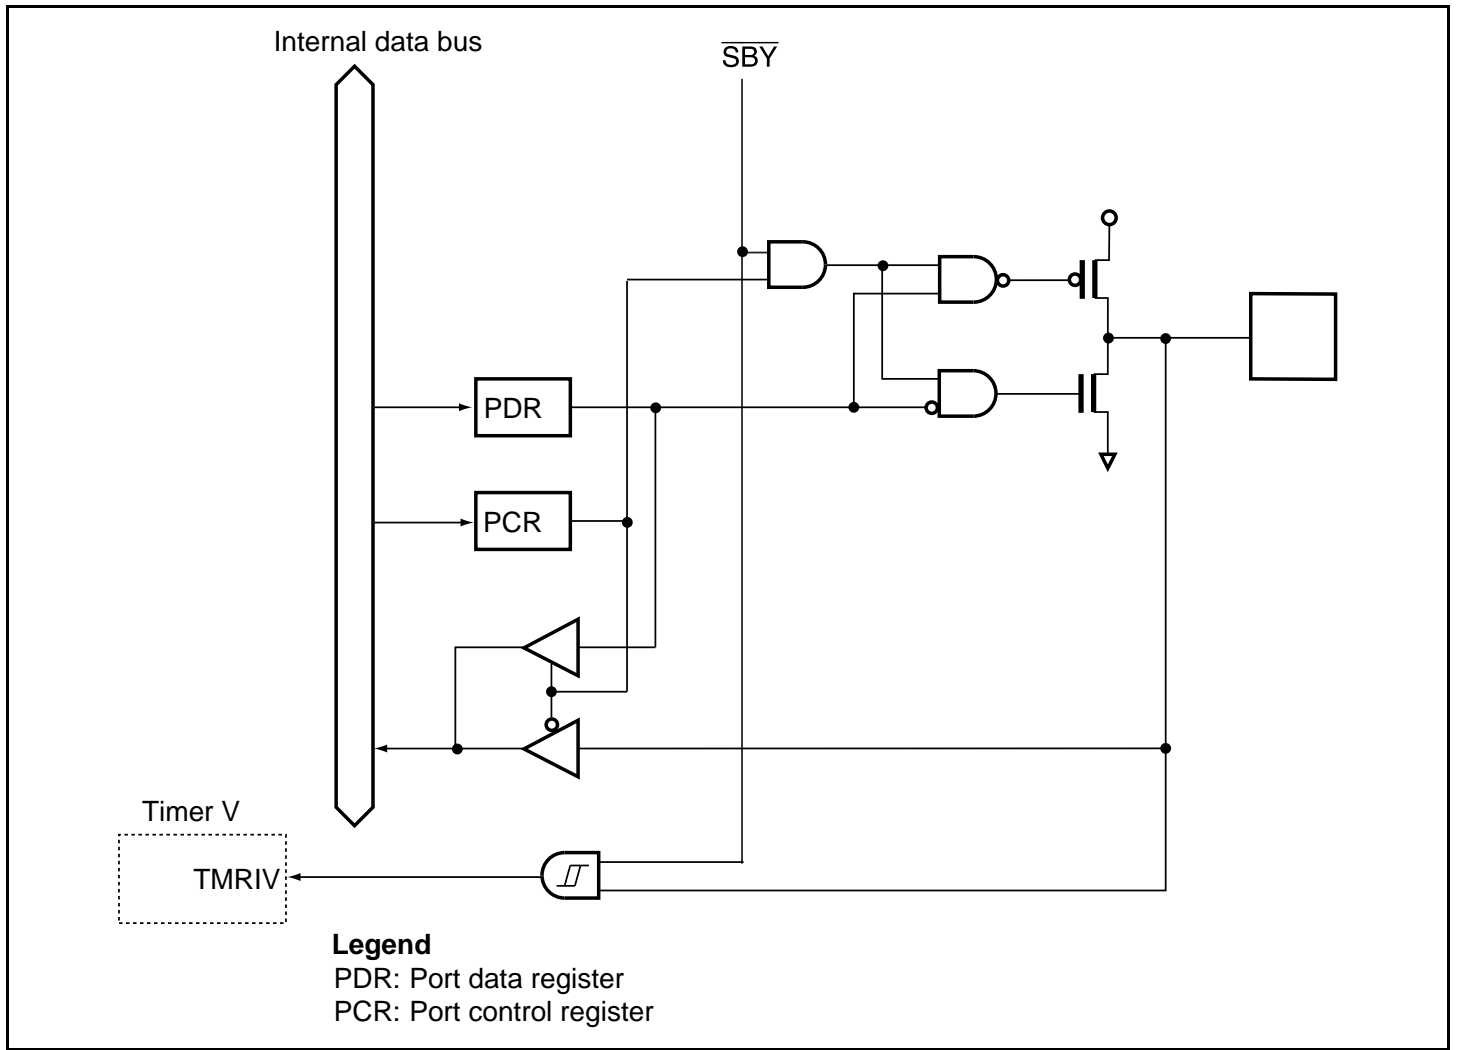 Internal data bus
SBY
PDR
PCR
Timer V
TMRIV
Legend
PDR: Port data register
PCR: Port control register